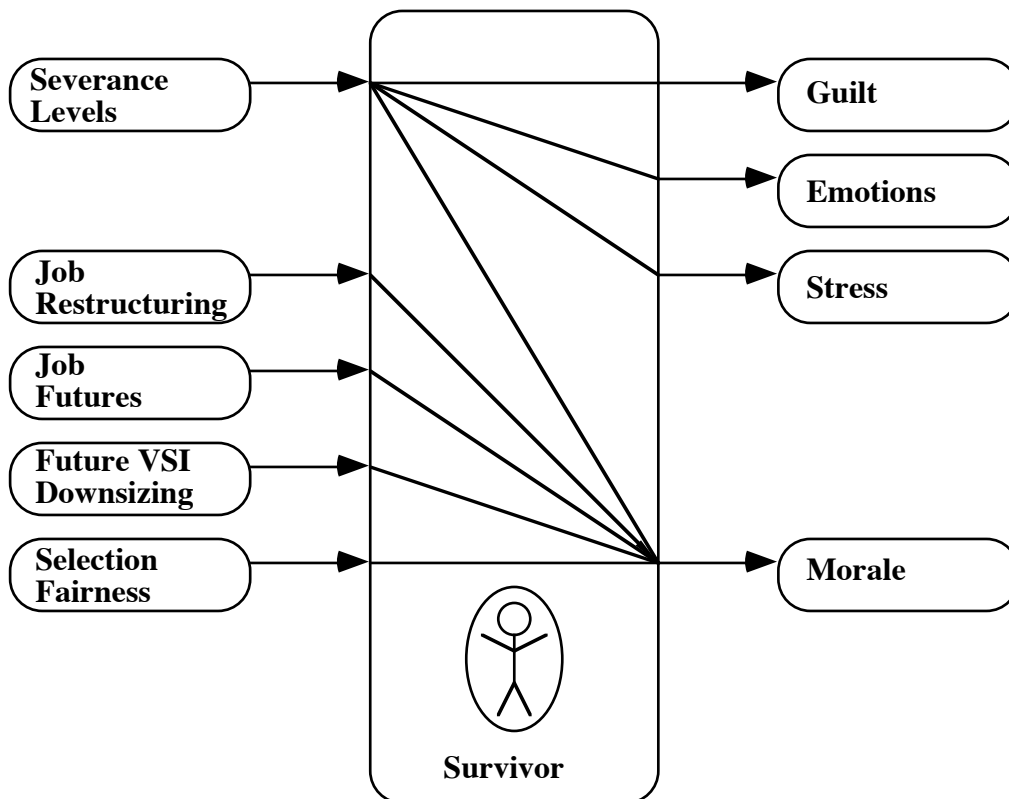 Severance
Levels
Job
Restructuring
Job
Futures
Future VSI
Downsizing
Selection
Fairness
Survivor
Guilt
Emotions
Stress
Morale